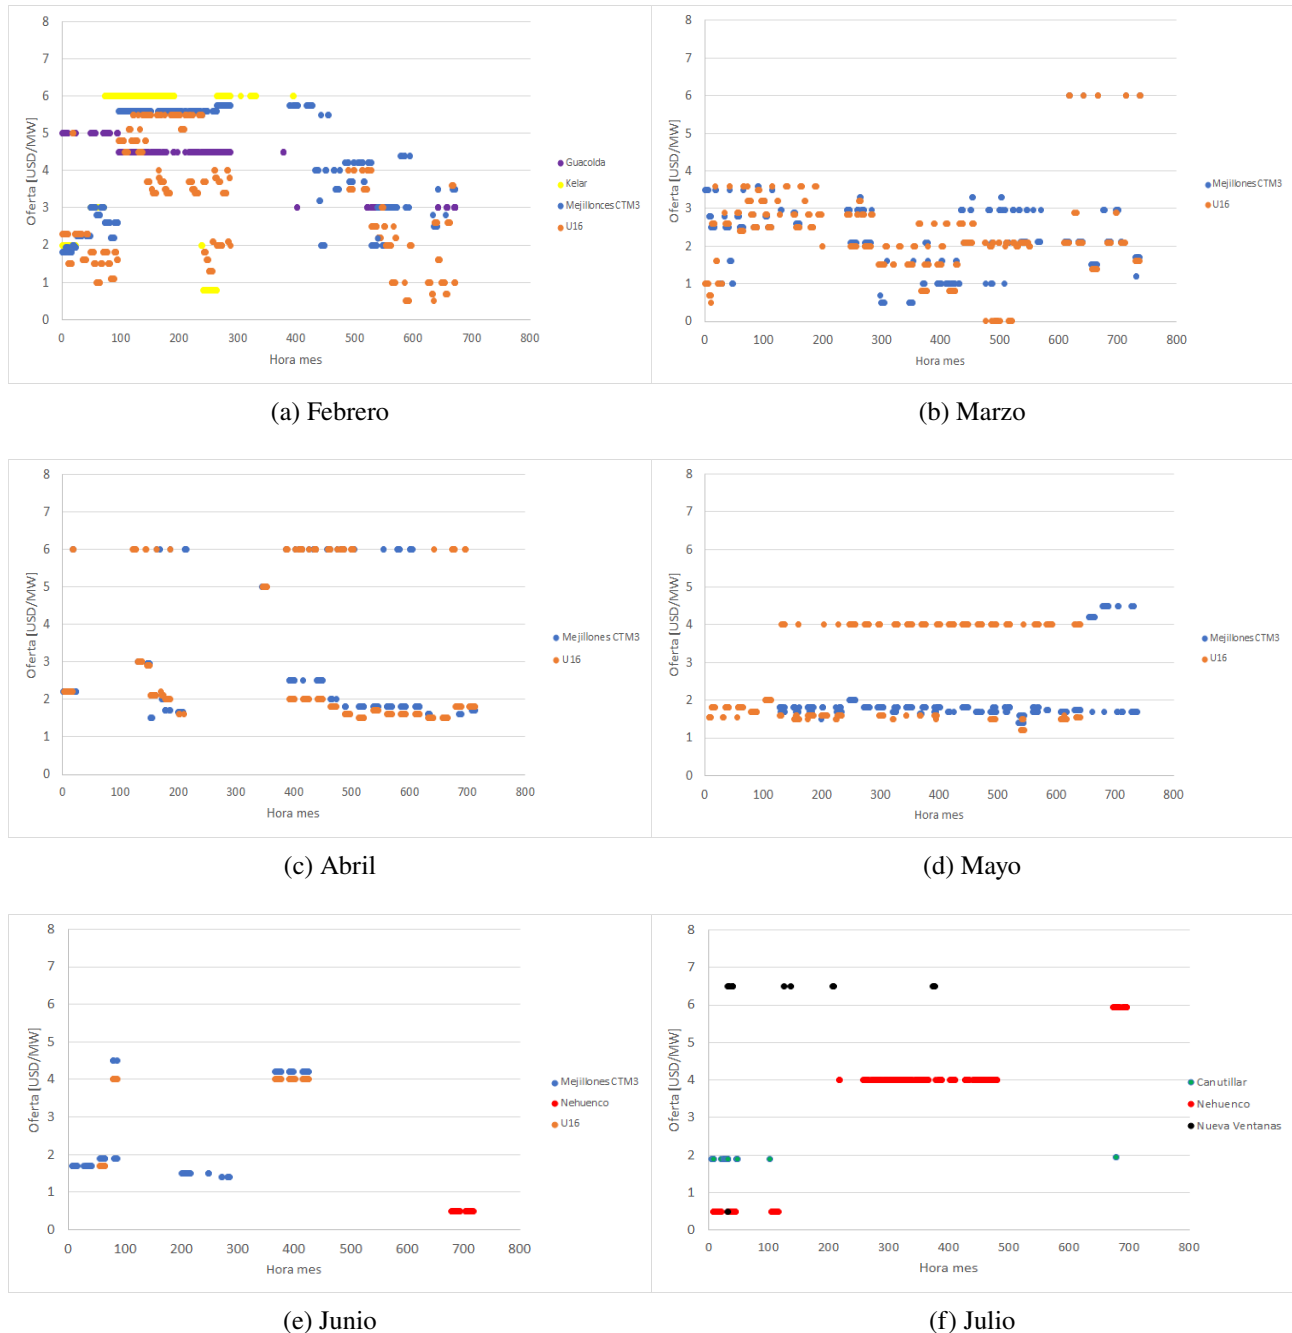 8
7
6
5
4
3
2
1
0
Oferta [USD/MW]
0 100 200 300 400 500 600 700 800
Hora mes
Guacolda
Kelar
Mejillonces CTM3
U16
(a) Febrero
8
7
6
5
4
3
2
1
0
Oferta [USD/MW]
0 100 200 300 400 500 600 700 800
Hora mes
Mejillones CTM3
U16
(b) Marzo
8
7
6
5
4
3
2
1
0
Oferta [USD/MW]
0 100 200 300 400 500 600 700 800
Hora mes
Mejillones CTM3
U16
(c) Abril
8
7
6
5
4
3
2
1
0
Oferta [USD/MW]
0 100 200 300 400 500 600 700 800
Hora mes
Mejillones CTM3
U16
(d) Mayo
8
7
6
5
4
3
2
1
0
Oferta [USD/MW]
0 100 200 300 400 500 600 700 800
Hora mes
Mejillones CTM3
Nehuenco
U16
(e) Junio
8
7
6
5
4
3
2
1
0
Oferta [USD/MW]
0 100 200 300 400 500 600 700 800
Hora mes
Canutillar
Nehuenco
Nueva Ventanas
(f) Julio